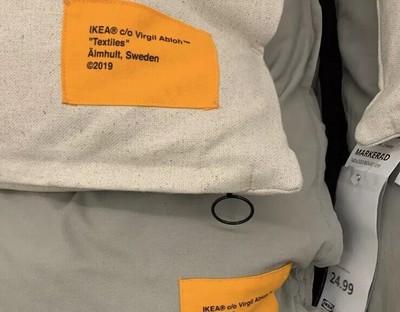 IKEA® c/o Virgil Abloh™
"Textiles"
Älmhult, Sweden
©2019
MARKERAD
24.99
IKEA® c/o Virgil Abloh™